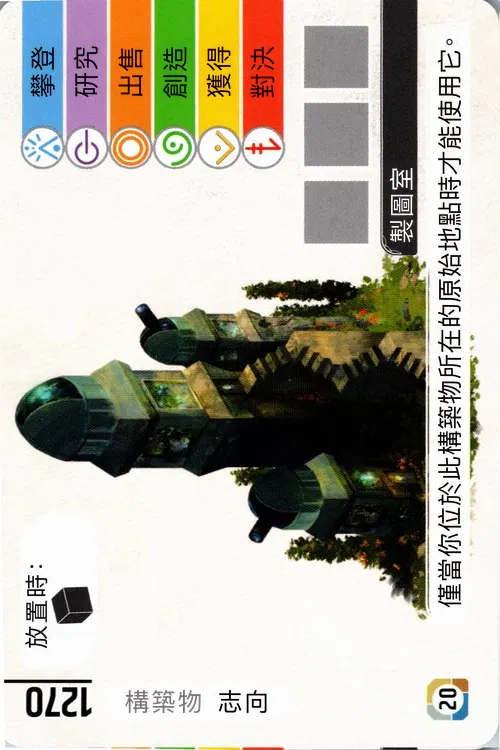 1270
構築物 志向
放置時：
攀登
研究
出售
創造
獲得
對決
製圖室
僅當你位於此構築物所在的原始地點時才能使用它。
20